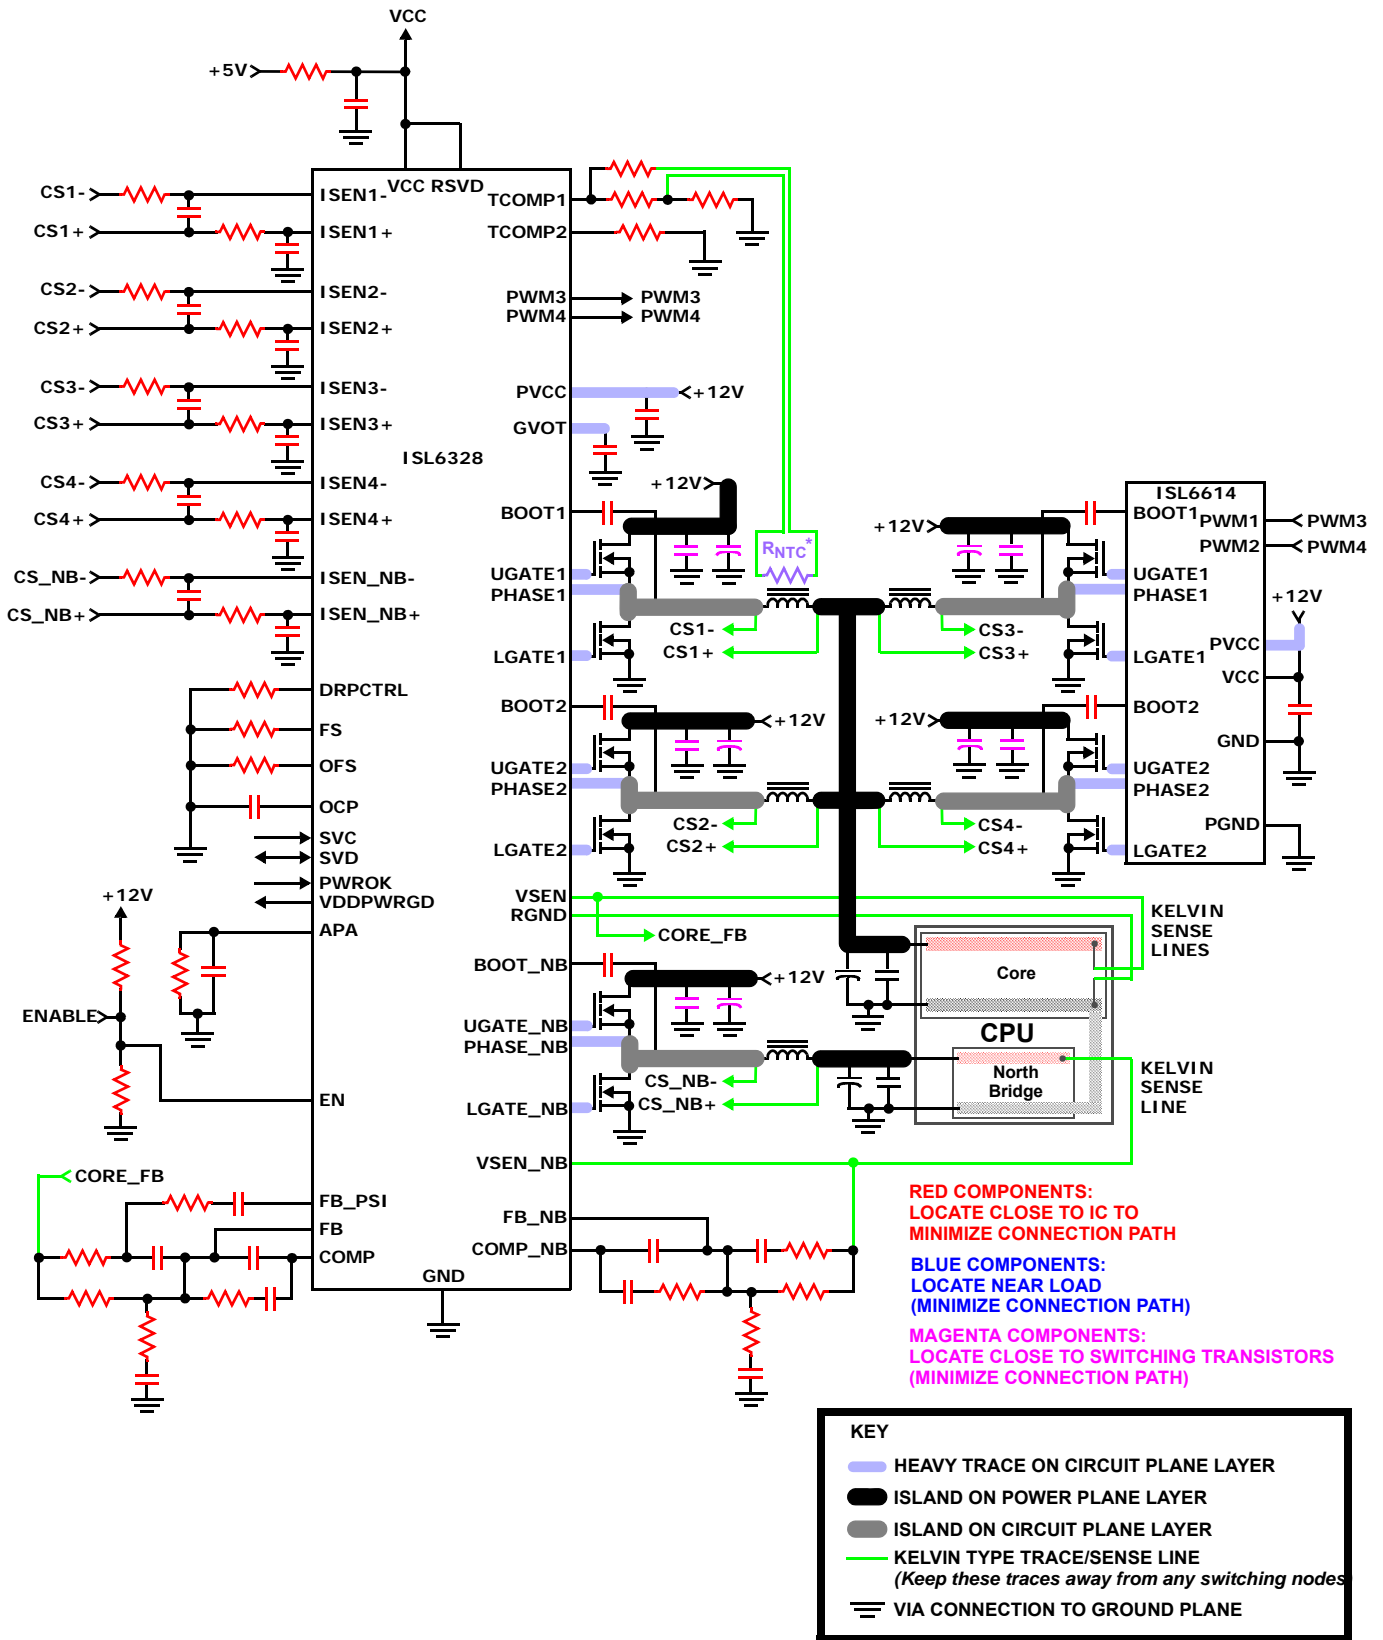 VCC
+5V
VCC RSVD
CS1-
ISEN1-
CS1+
ISEN1+
CS2-
ISEN2-
CS2+
ISEN2+
CS3-
ISEN3-
CS3+
ISEN3+
ISL6328
CS4-
ISEN4-
CS4+
ISEN4+
CS_NB-
ISEN_NB-
CS_NB+
ISEN_NB+
DRPCTRL
FS
OFS
OCP
SVC
SVD
PWROK
VDDPWRGD
+12V
APA
ENABLE
EN
CORE_FB
FB_PSI
FB
COMP
GND
TCOMP1
TCOMP2
PWM3
PWM3
PWM4
PWM4
PVCC
+12V
GVOT
+12V
BOOT1
UGATE1
PHASE1
LGATE1
RNTC*
CS1-
CS1+
BOOT2
+12V
UGATE2
PHASE2
LGATE2
CS2-
CS2+
VSEN
RGND
CORE_FB
BOOT_NB
+12V
UGATE_NB
PHASE_NB
LGATE_NB
CS_NB-
CS_NB+
VSEN_NB
FB_NB
COMP_NB
+12V
CS3-
CS3+
+12V
CS4-
CS4+
ISL6614
BOOT1
PWM1
PWM3
PWM2
PWM4
UGATE1
PHASE1
+12V
PVCC
LGATE1
VCC
BOOT2
GND
UGATE2
PHASE2
PGND
LGATE2
KELVIN
SENSE
LINES
Core
CPU
North
Bridge
KELVIN
SENSE
LINE
RED COMPONENTS:
LOCATE CLOSE TO IC TO
MINIMIZE CONNECTION PATH
BLUE COMPONENTS:
LOCATE NEAR LOAD
(MINIMIZE CONNECTION PATH)
MAGENTA COMPONENTS:
LOCATE CLOSE TO SWITCHING TRANSISTORS
(MINIMIZE CONNECTION PATH)
KEY
HEAVY TRACE ON CIRCUIT PLANE LAYER
ISLAND ON POWER PLANE LAYER
ISLAND ON CIRCUIT PLANE LAYER
KELVIN TYPE TRACE/SENSE LINE
(Keep these traces away from any switching nodes)
VIA CONNECTION TO GROUND PLANE